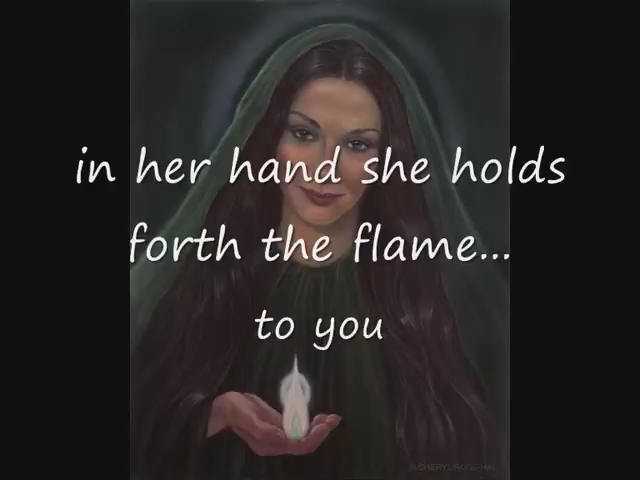 in her hand she holds
forth the flame...
to you